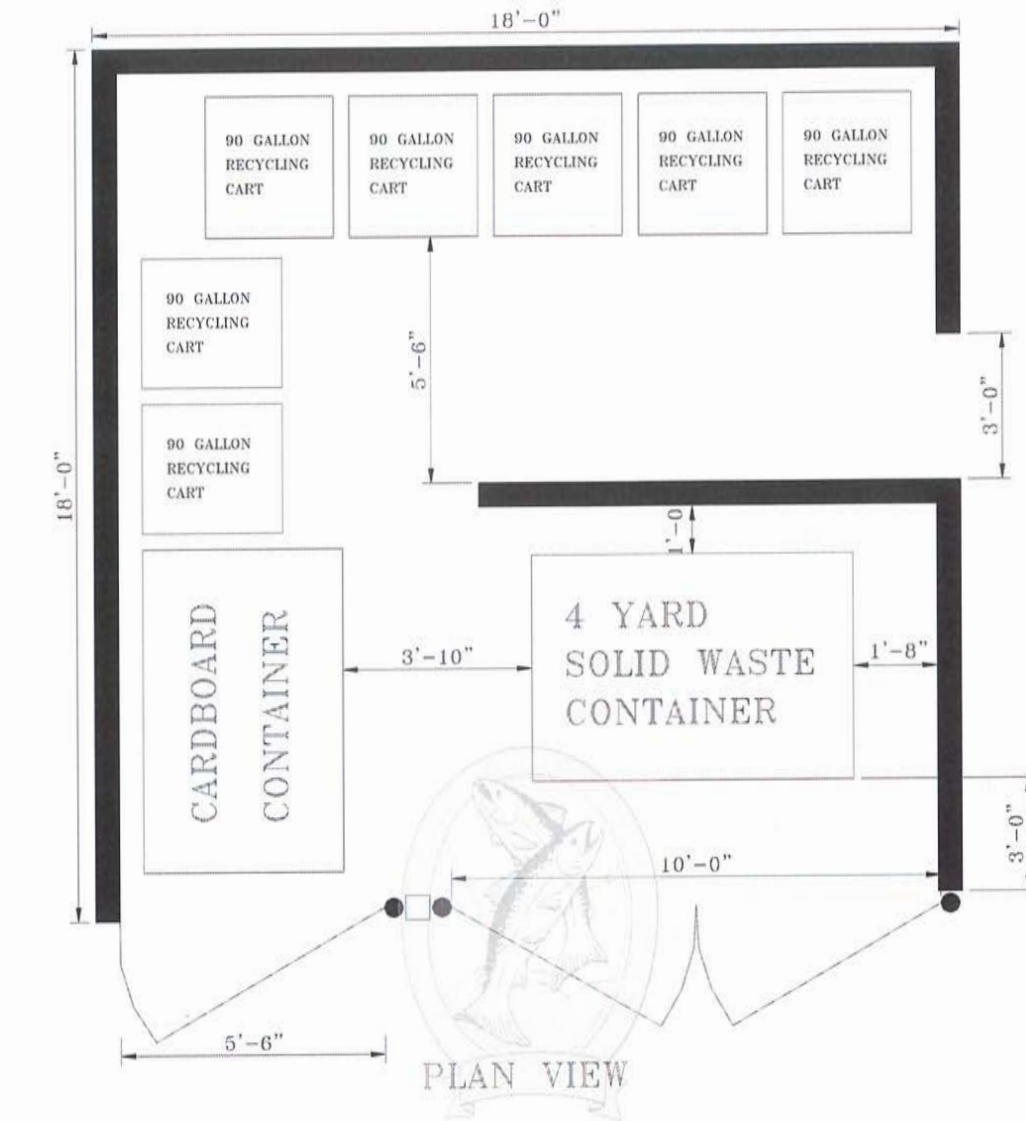 18'-0"
90 GALLON
RECYCLING
CART
90 GALLON
RECYCLING
CART
90 GALLON
RECYCLING
CART
90 GALLON
RECYCLING
CART
90 GALLON
RECYCLING
CART
90 GALLON
RECYCLING
CART
5'-6"
3'-0"
90 GALLON
RECYCLING
CART
18'-0"
1'-0
CARDBOARD
CONTAINER
3'-10"
4 YARD
SOLID WASTE
CONTAINER
1'-8"
3'-0"
10'-0"
5'-6"
PLAN VIEW